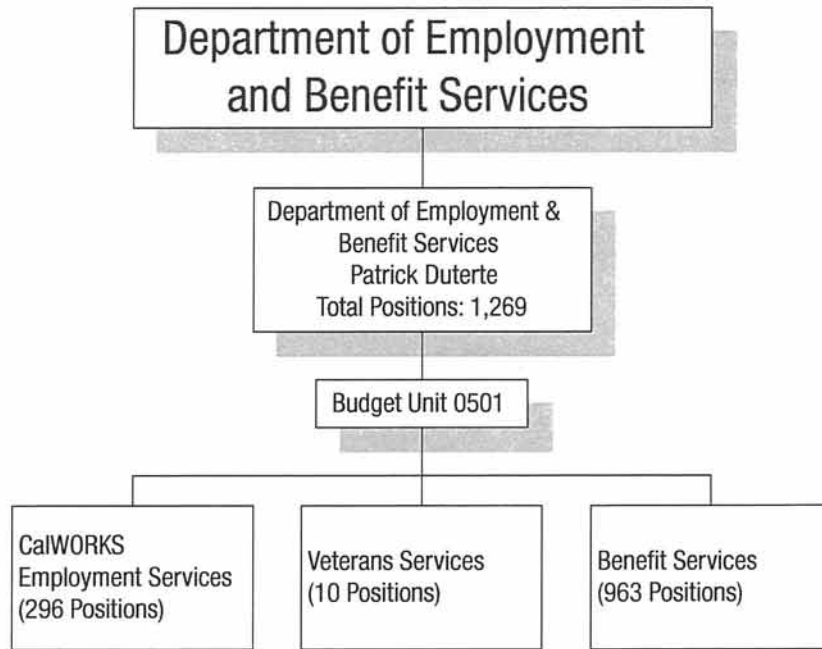 Department of Employment
and Benefit Services
Department of Employment &
Benefit Services
Patrick Duterte
Total Positions: 1,269
Budget Unit 0501
CalWORKS
Employment Services
(296 Positions)
Veterans Services
(10 Positions)
Benefit Services
(963 Positions)